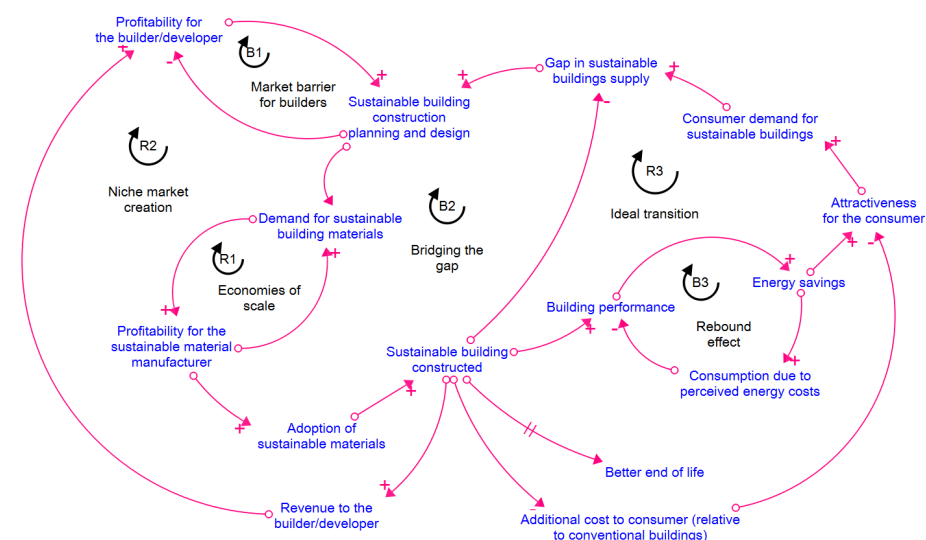 Profitability for
the builder/developer
B1
Market barrier
for builders
Gap in sustainable
buildings supply
Sustainable building
construction
planning and design
Consumer demand for
sustainable buildings
R2
Niche market
creation
R3
Ideal transition
B2
Bridging the
gap
Attractiveness
for the consumer
Demand for sustainable
building materials
R1
Economies of
scale
B3
Rebound
effect
Energy savings
Building performance
Profitability for the
sustainable material
manufacturer
Sustainable building
constructed
Consumption due to
perceived energy costs
Adoption of
sustainable materials
Better end of life
Revenue to the
builder/developer
Additional cost to consumer (relative
to conventional buildings)